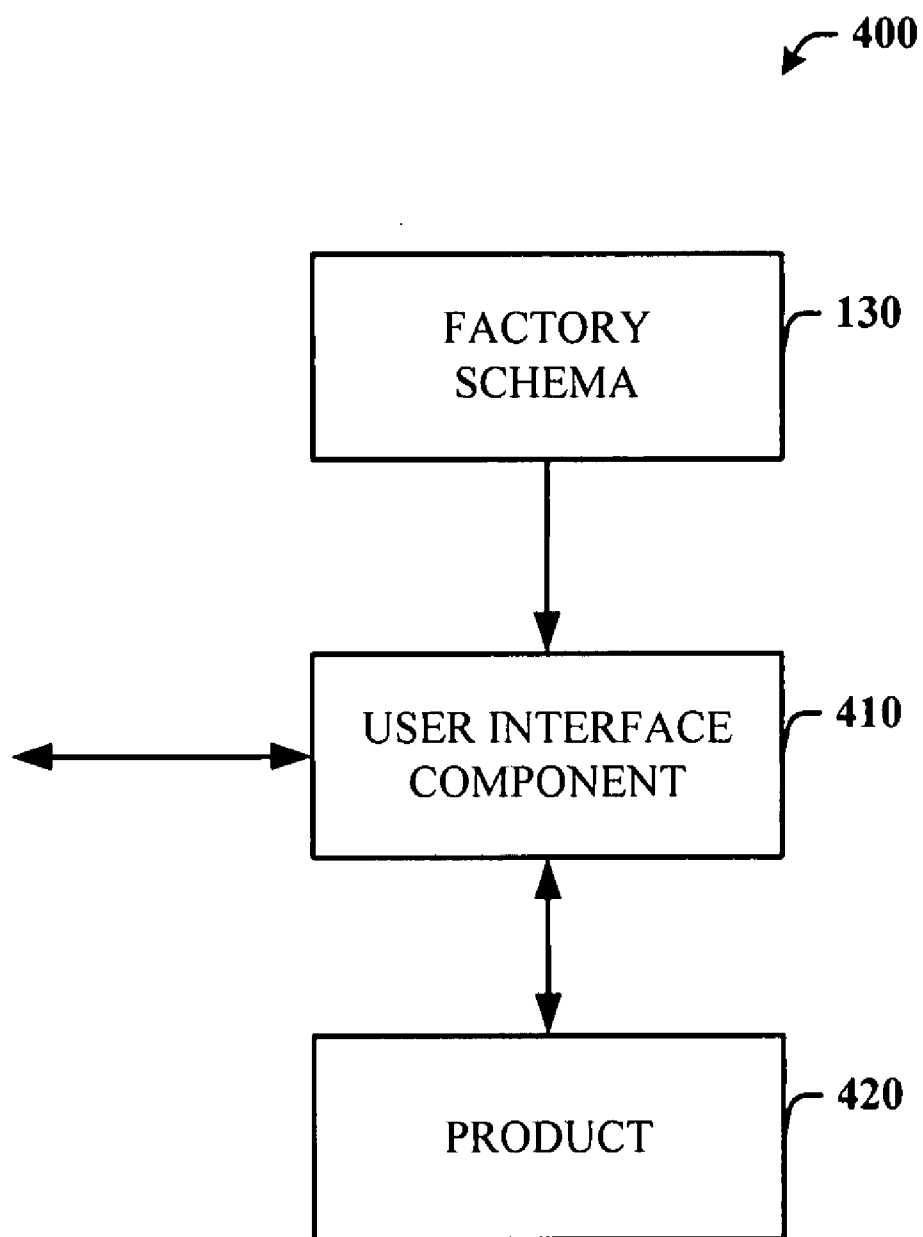 400
FACTORY
SCHEMA
130
USER INTERFACE
COMPONENT
410
PRODUCT
420